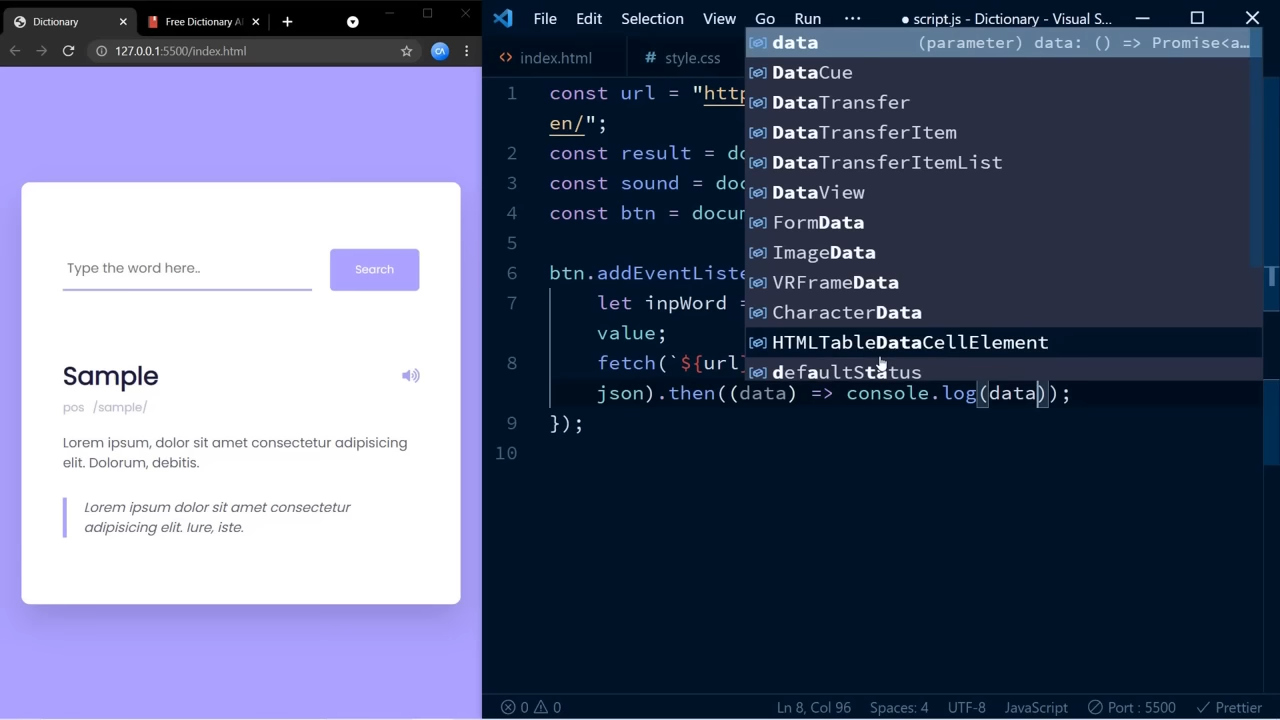 Dictionary
Free Dictionary A
127.0.0.1:5500/index.html
CA
Type the word here..
Search
Sample
pos /sample/
Lorem ipsum, dolor sit amet consectetur adipisicing
elit. Dolorum, debitis.
Lorem ipsum dolor sit amet consectetur
adipisicing elit. Iure, iste.
File Edit Selection View Go Run ··· ● script.js - Dictionary - Visual S...
index.html # style.css
1 const url = "http
en/";
2 const result = do
3 const sound = doc
4 const btn = docum
5
6 btn.addEventListe
7 let inpWord =
value;
8 fetch(`${url
json).then((data) => console.log(data));
9 });
10
data (parameter) data: () => Promise<a…
DataCue
DataTransfer
DataTransferItem
DataTransferItemList
DataView
FormData
ImageData
VRFrameData
CharacterData
HTMLTableDataCellElement
defaultStatus
0 0 Ln 8, Col 96 Spaces: 4 UTF-8 JavaScript Port : 5500 Prettier